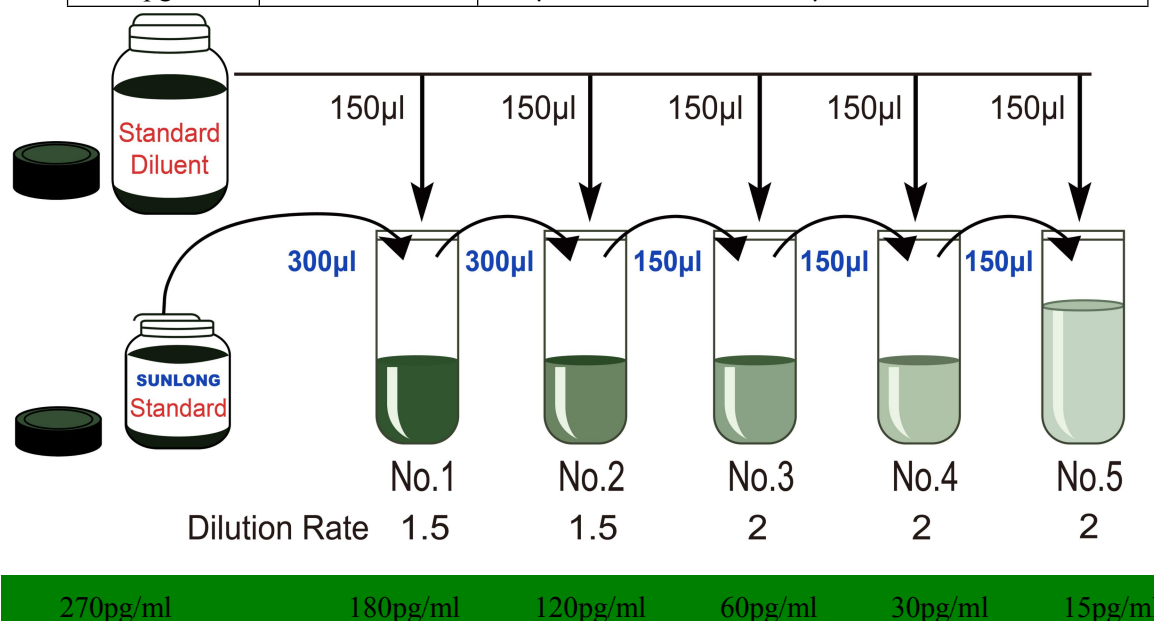 150µl 150µl 150µl 150µl 150µl
Standard
Diluent
300µl 300µl 150µl 150µl 150µl
SUNLONG
Standard
No.1 No.2 No.3 No.4 No.5
Dilution Rate 1.5 1.5 2 2 2
270pg/ml 180pg/ml 120pg/ml 60pg/ml 30pg/ml